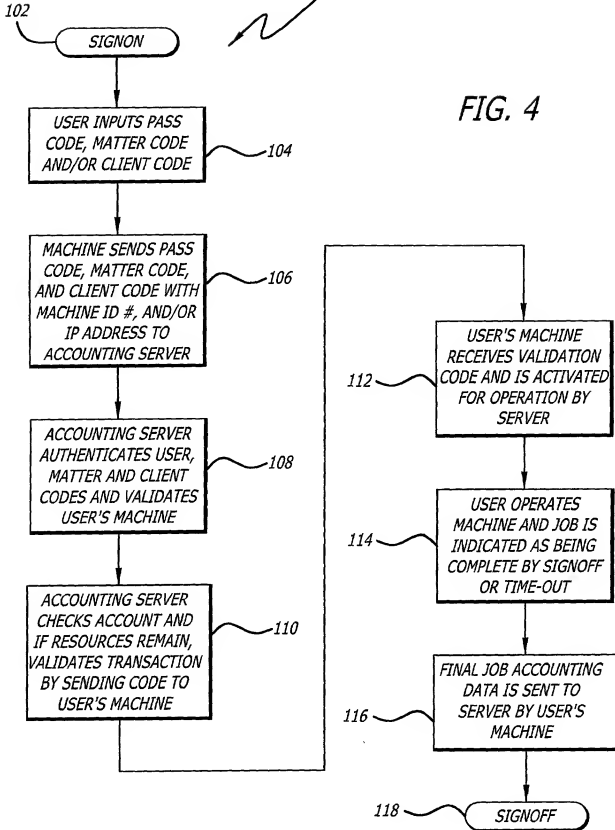 102
SIGNON
FIG. 4
USER INPUTS PASS
CODE, MATTER CODE
AND/OR CLIENT CODE
104
MACHINE SENDS PASS
CODE, MATTER CODE,
AND CLIENT CODE WITH
MACHINE ID #, AND/OR
IP ADDRESS TO
ACCOUNTING SERVER
106
ACCOUNTING SERVER
AUTHENTICATES USER,
MATTER AND CLIENT
CODES AND VALIDATES
USER'S MACHINE
108
ACCOUNTING SERVER
CHECKS ACCOUNT AND
IF RESOURCES REMAIN,
VALIDATES TRANSACTION
BY SENDING CODE TO
USER'S MACHINE
110
USER'S MACHINE
RECEIVES VALIDATION
CODE AND IS ACTIVATED
FOR OPERATION BY
SERVER
112
USER OPERATES
MACHINE AND JOB IS
INDICATED AS BEING
COMPLETE BY SIGNOFF
OR TIME-OUT
114
FINAL JOB ACCOUNTING
DATA IS SENT TO
SERVER BY USER'S
MACHINE
116
118
SIGNOFF